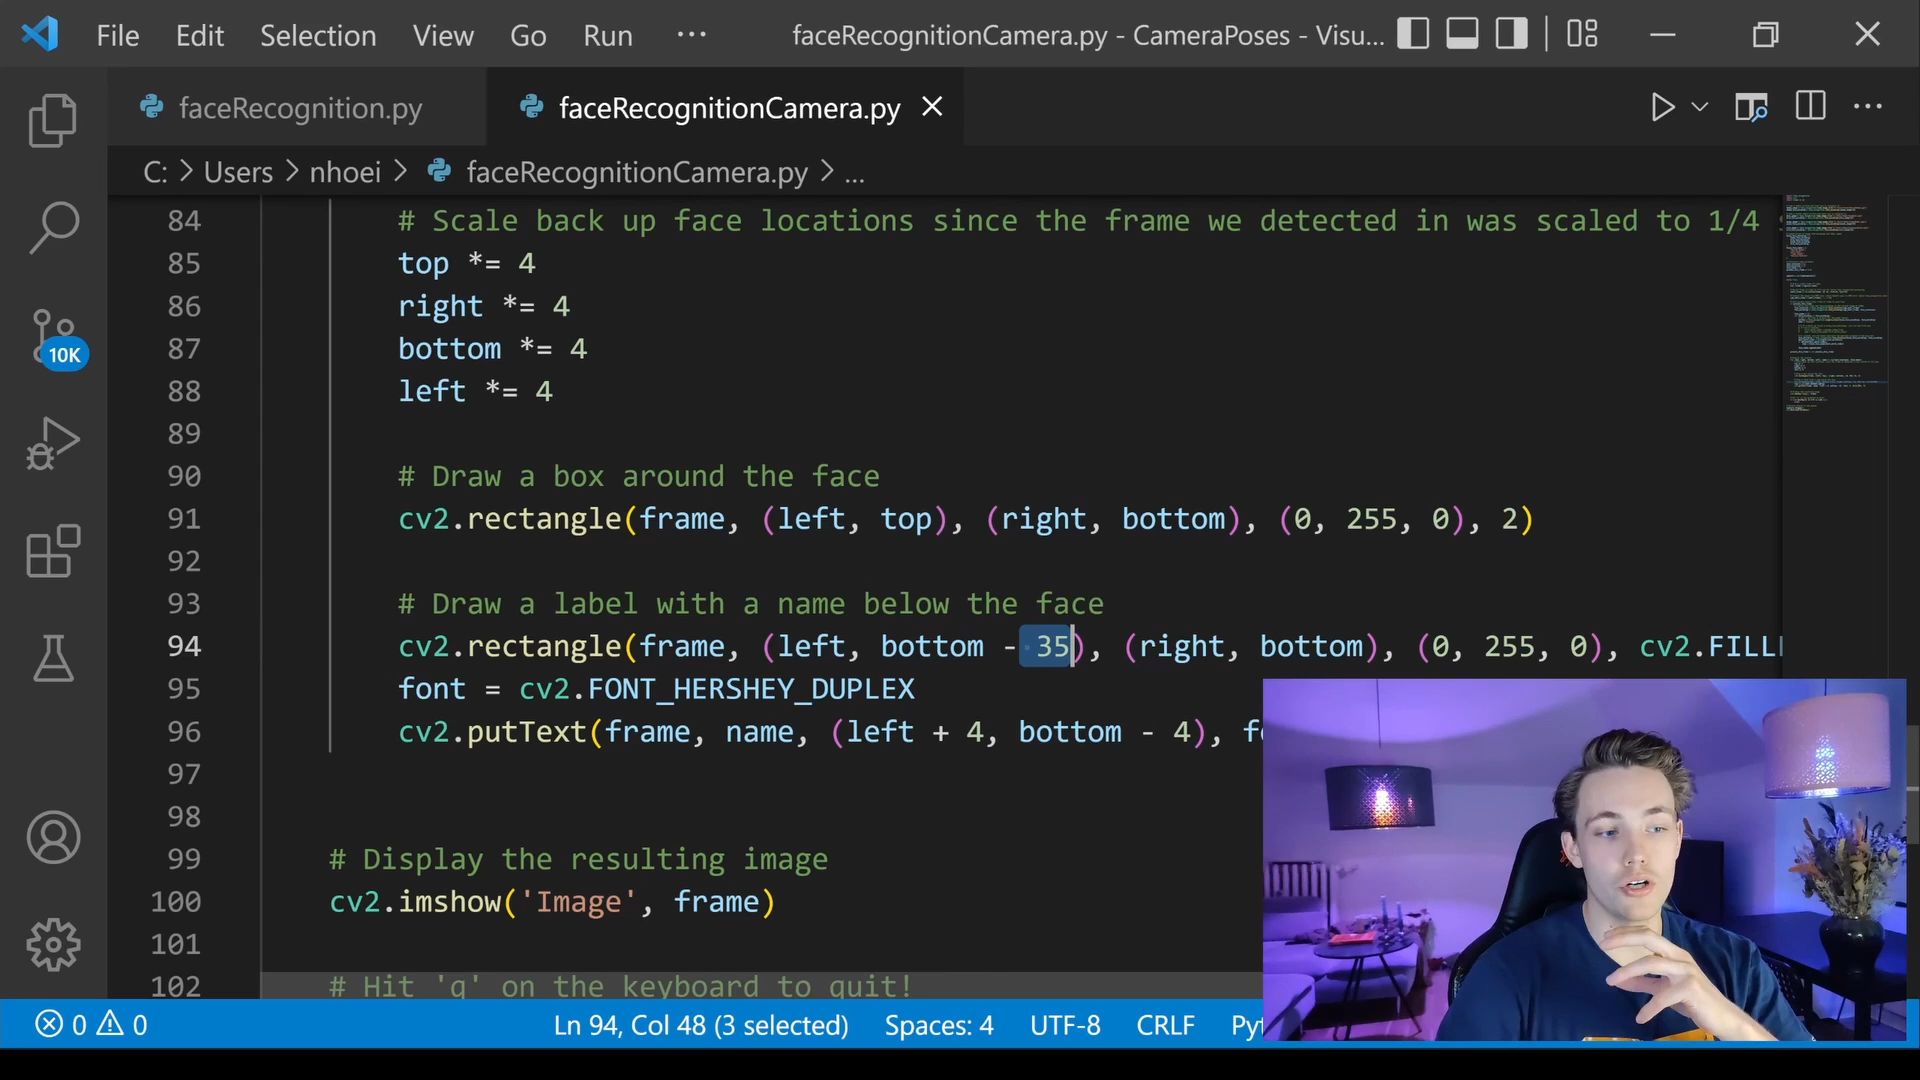 File Edit Selection View Go Run ··· faceRecognitionCamera.py - CameraPoses - Visu...
faceRecognition.py faceRecognitionCamera.py
C: > Users > nhoei > faceRecognitionCamera.py > ...
10K
84 # Scale back up face locations since the frame we detected in was scaled to 1/4
85 top *= 4
86 right *= 4
87 bottom *= 4
88 left *= 4
89
90 # Draw a box around the face
91 cv2.rectangle(frame, (left, top), (right, bottom), (0, 255, 0), 2)
92
93 # Draw a label with a name below the face
94 cv2.rectangle(frame, (left, bottom - 35), (right, bottom), (0, 255, 0), cv2.FILL
95 font = cv2.FONT_HERSHEY_DUPLEX
96 cv2.putText(frame, name, (left + 4, bottom - 4), f
97
98
99 # Display the resulting image
100 cv2.imshow('Image', frame)
101
102 # Hit 'q' on the keyboard to quit!
0 0 Ln 94, Col 48 (3 selected) Spaces: 4 UTF-8 CRLF Py